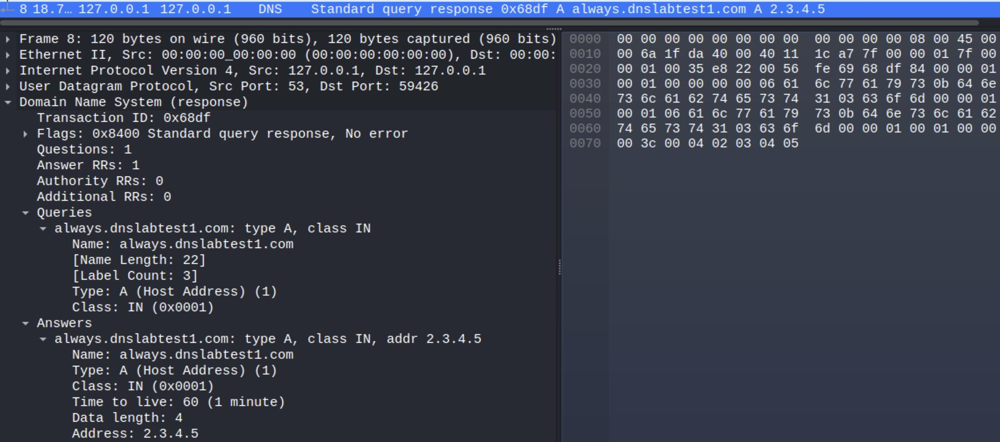 8 18.7… 127.0.0.1 127.0.0.1 DNS Standard query response 0x68df A always.dnslabtest1.com A 2.3.4.5
Frame 8: 120 bytes on wire (960 bits), 120 bytes captured (960 bits)
Ethernet II, Src: 00:00:00_00:00:00 (00:00:00:00:00:00), Dst: 00:00:
Internet Protocol Version 4, Src: 127.0.0.1, Dst: 127.0.0.1
User Datagram Protocol, Src Port: 53, Dst Port: 59426
Domain Name System (response)
Transaction ID: 0x68df
Flags: 0x8400 Standard query response, No error
Questions: 1
Answer RRs: 1
Authority RRs: 0
Additional RRs: 0
Queries
always.dnslabtest1.com: type A, class IN
Name: always.dnslabtest1.com
[Name Length: 22]
[Label Count: 3]
Type: A (Host Address) (1)
Class: IN (0x0001)
Answers
always.dnslabtest1.com: type A, class IN, addr 2.3.4.5
Name: always.dnslabtest1.com
Type: A (Host Address) (1)
Class: IN (0x0001)
Time to live: 60 (1 minute)
Data length: 4
Address: 2.3.4.5
0000 00 00 00 00 00 00 00 00 00 00 00 00 08 00 45 00
0010 00 6a 1f da 40 00 40 11 1c a7 7f 00 00 01 7f 00
0020 00 01 00 35 e8 22 00 56 fe 69 68 df 84 00 00 01
0030 00 01 00 00 00 00 06 61 6c 77 61 79 73 0b 64 6e
0040 73 6c 61 62 74 65 73 74 31 03 63 6f 6d 00 00 01
0050 00 01 06 61 6c 77 61 79 73 0b 64 6e 73 6c 61 62
0060 74 65 73 74 31 03 63 6f 6d 00 00 01 00 01 00 00
0070 00 3c 00 04 02 03 04 05